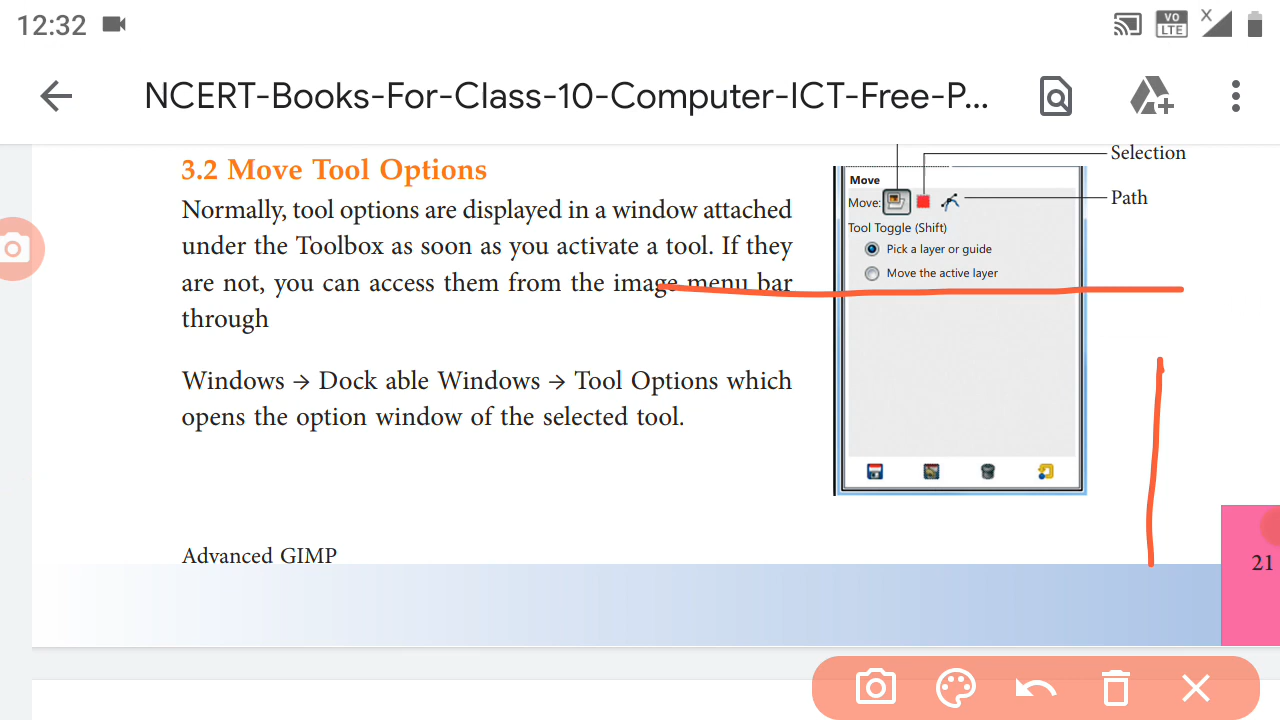 12:32
VO LTE
X
NCERT-Books-For-Class-10-Computer-ICT-Free-P...
3.2 Move Tool Options
Normally, tool options are displayed in a window attached
under the Toolbox as soon as you activate a tool. If they
are not, you can access them from the image menu bar
through
Windows → Dock able Windows → Tool Options which
opens the option window of the selected tool.
Selection
Path
Move
Move:
Tool Toggle (Shift)
Pick a layer or guide
Move the active layer
Advanced GIMP
21